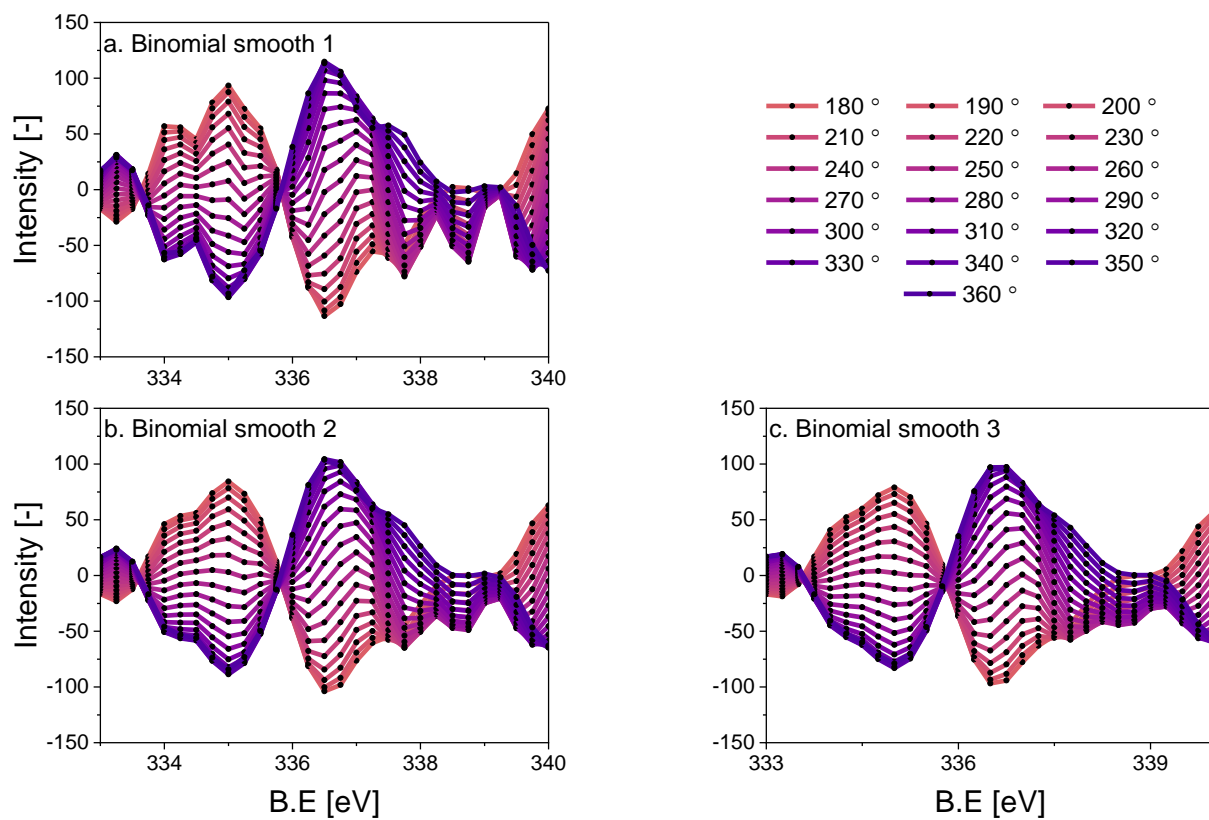 a. Binomial smooth 1
150
100
50
0
-50
-100
-150
334 336 338 340
Intensity [-]
180 ° 190 ° 200 °
210 ° 220 ° 230 °
240 ° 250 ° 260 °
270 ° 280 ° 290 °
300 ° 310 ° 320 °
330 ° 340 ° 350 °
360 °
b. Binomial smooth 2
150
100
50
0
-50
-100
-150
334 336 338 340
Intensity [-]
B.E [eV]
c. Binomial smooth 3
150
100
50
0
-50
-100
-150
333 336 339
B.E [eV]